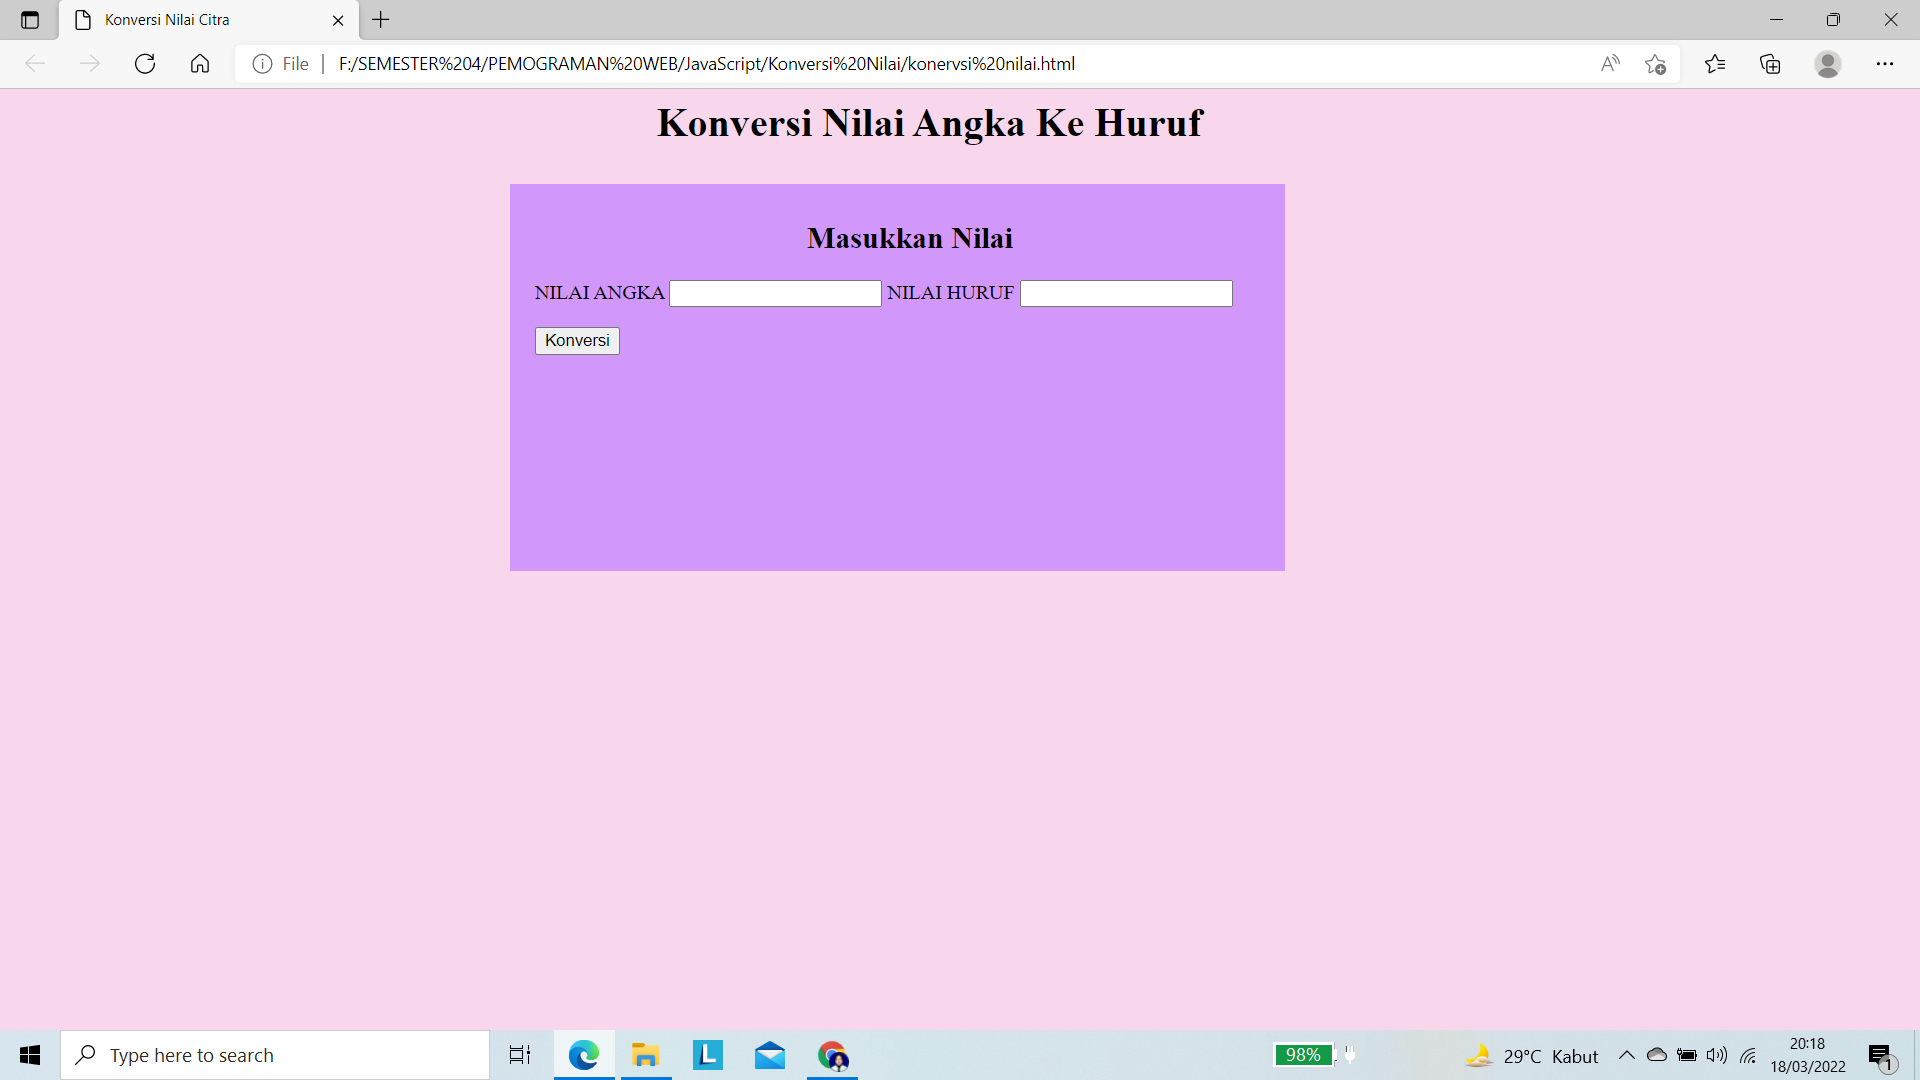 Konversi Nilai Citra
File
F:/SEMESTER%204/PEMOGRAMAN%20WEB/JavaScript/Konversi%20Nilai/konervsi%20nilai.html
Konversi Nilai Angka Ke Huruf
Masukkan Nilai
NILAI ANGKA NILAI HURUF
Konversi
Type here to search
L
98%
29°C Kabut
20:18
18/03/2022
1